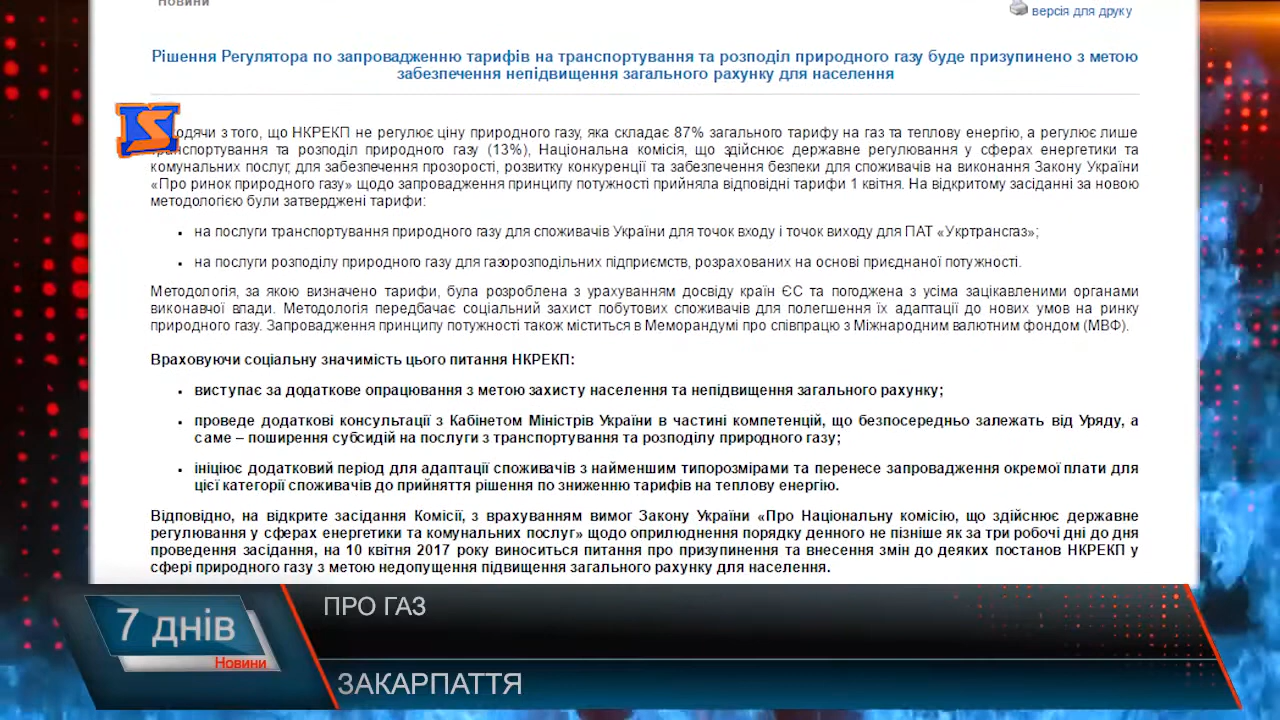 Новини
версія для друку
Рішення Регулятора по запровадженню тарифів на транспортування та розподіл природного газу буде призупинено з метою
забезпечення непідвищення загального рахунку для населення
з того, що НКРЕКП не регулює ціну природного газу, яка складає 87% загального тарифу на газ та теплову енергію, а регулює лише
та розподіл природного газу (13%), Національна комісія, що здійснює державне регулювання у сферах енергетики та
комунальних послуг, для забезпечення прозорості, розвитку конкуренції та забезпечення безпеки для споживачів на виконання Закону України
«Про ринок природного газу» щодо запровадження принципу потужності прийняла відповідні тарифи 1 квітня. На відкритому засіданні за новою
методологією були затверджені тарифи:
• на послуги транспортування природного газу для споживачів України для точок входу і точок виходу для ПАТ «Укртрансгаз»;
• на послуги розподілу природного газу для газорозподільних підприємств, розрахованих на основі приєднаної потужності.
Методологія, за якою визначено тарифи, була розроблена з урахуванням досвіду країн ЄС та погоджена з усіма зацікавленими органами
виконавчої влади. Методологія передбачає соціальний захист побутових споживачів для полегшення їх адаптації до нових умов на ринку
природного газу. Запровадження принципу потужності також міститься в Меморандумі про співпрацю з Міжнародним валютним фондом (МВФ).
Враховуючи соціальну значимість цього питання НКРЕКП:
• виступає за додаткове опрацювання з метою захисту населення та непідвищення загального рахунку;
• проведе додаткові консультації з Кабінетом Міністрів України в частині компетенцій, що безпосередньо залежать від Уряду, а
саме – поширення субсидій на послуги з транспортування та розподілу природного газу;
• ініціює додатковий період для адаптації споживачів з найменшим типорозмірами та перенесе запровадження окремої плати для
цієї категорії споживачів до прийняття рішення по зниженню тарифів на теплову енергію.
Відповідно, на відкрите засідання Комісії, з врахуванням вимог Закону України «Про Національну комісію, що здійснює державне
регулювання у сферах енергетики та комунальних послуг» щодо оприлюднення порядку денного не пізніше як за три робочі дні до дня
проведення засідання, на 10 квітня 2017 року виноситься питання про призупинення та внесення змін до деяких постанов НКРЕКП у
сфері природного газу з метою недопущення підвищення загального рахунку для населення.
7 днів
Новини
ПРО ГАЗ
ЗАКАРПАТТЯ